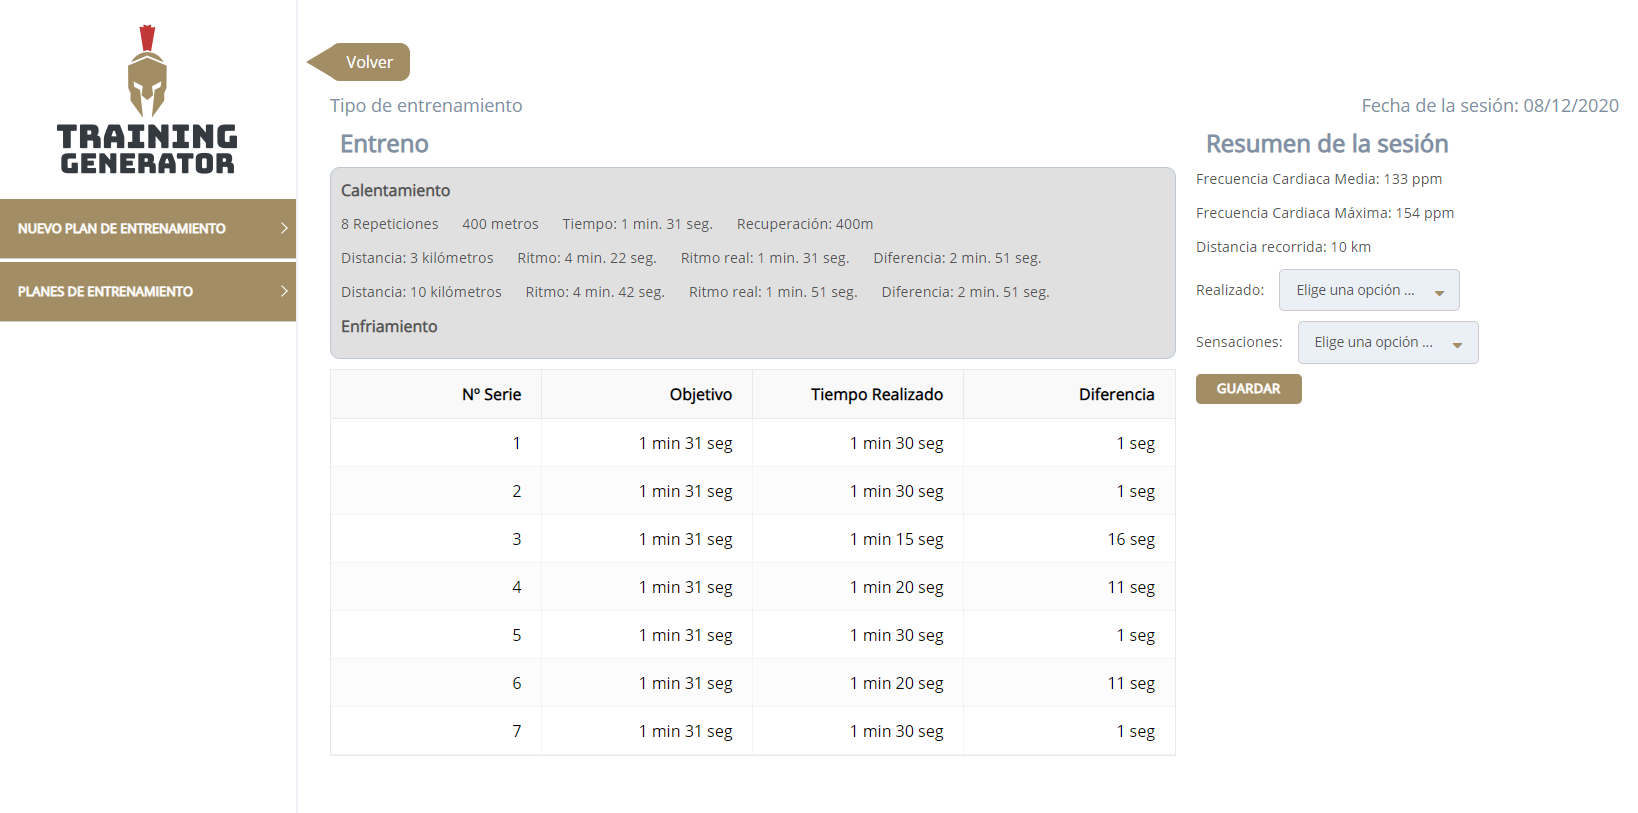 TRAINING
GENERATOR
NUEVO PLAN DE ENTRENAMIENTO
PLANES DE ENTRENAMIENTO
Volver
Tipo de entrenamiento
Fecha de la sesión: 08/12/2020
Entreno
Calentamiento
8 Repeticiones 400 metros Tiempo: 1 min. 31 seg. Recuperación: 400m
Distancia: 3 kilómetros Ritmo: 4 min. 22 seg. Ritmo real: 1 min. 31 seg. Diferencia: 2 min. 51 seg.
Distancia: 10 kilómetros Ritmo: 4 min. 42 seg. Ritmo real: 1 min. 51 seg. Diferencia: 2 min. 51 seg.
Enfriamiento
Nº Serie Objetivo Tiempo Realizado Diferencia
1 1 min 31 seg 1 min 30 seg 1 seg
2 1 min 31 seg 1 min 30 seg 1 seg
3 1 min 31 seg 1 min 15 seg 16 seg
4 1 min 31 seg 1 min 20 seg 11 seg
5 1 min 31 seg 1 min 30 seg 1 seg
6 1 min 31 seg 1 min 20 seg 11 seg
7 1 min 31 seg 1 min 30 seg 1 seg
Resumen de la sesión
Frecuencia Cardiaca Media: 133 ppm
Frecuencia Cardiaca Máxima: 154 ppm
Distancia recorrida: 10 km
Realizado: Elige una opción ...
Sensaciones: Elige una opción ...
GUARDAR